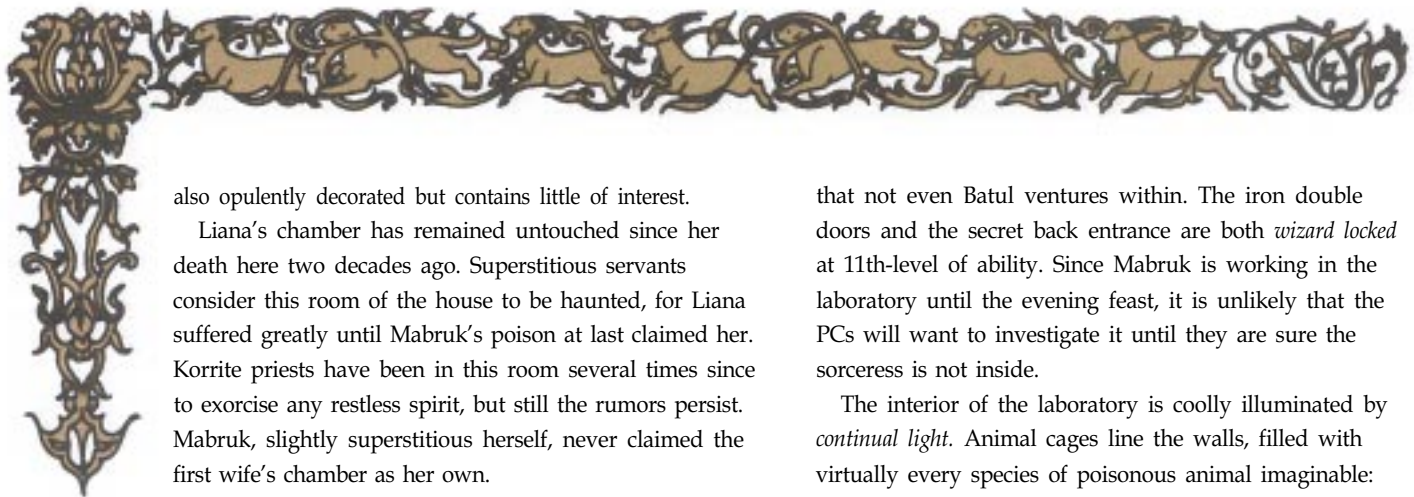 also opulently decorated but contains little of interest.
Liana’s chamber has remained untouched since her
death here two decades ago. Superstitious servants
consider this room of the house to be haunted, for Liana
suffered greatly until Mabruk’s poison at last claimed her.
Korrite priests have been in this room several times since
to exorcise any restless spirit, but still the rumors persist.
Mabruk, slightly superstitious herself, never claimed the
first wife’s chamber as her own.
that not even Batul ventures within. The iron double
doors and the secret back entrance are both wizard locked
at 11th-level of ability. Since Mabruk is working in the
laboratory until the evening feast, it is unlikely that the
PCs will want to investigate it until they are sure the
sorceress is not inside.
The interior of the laboratory is coolly illuminated by
continual light. Animal cages line the walls, filled with
virtually every species of poisonous animal imaginable: